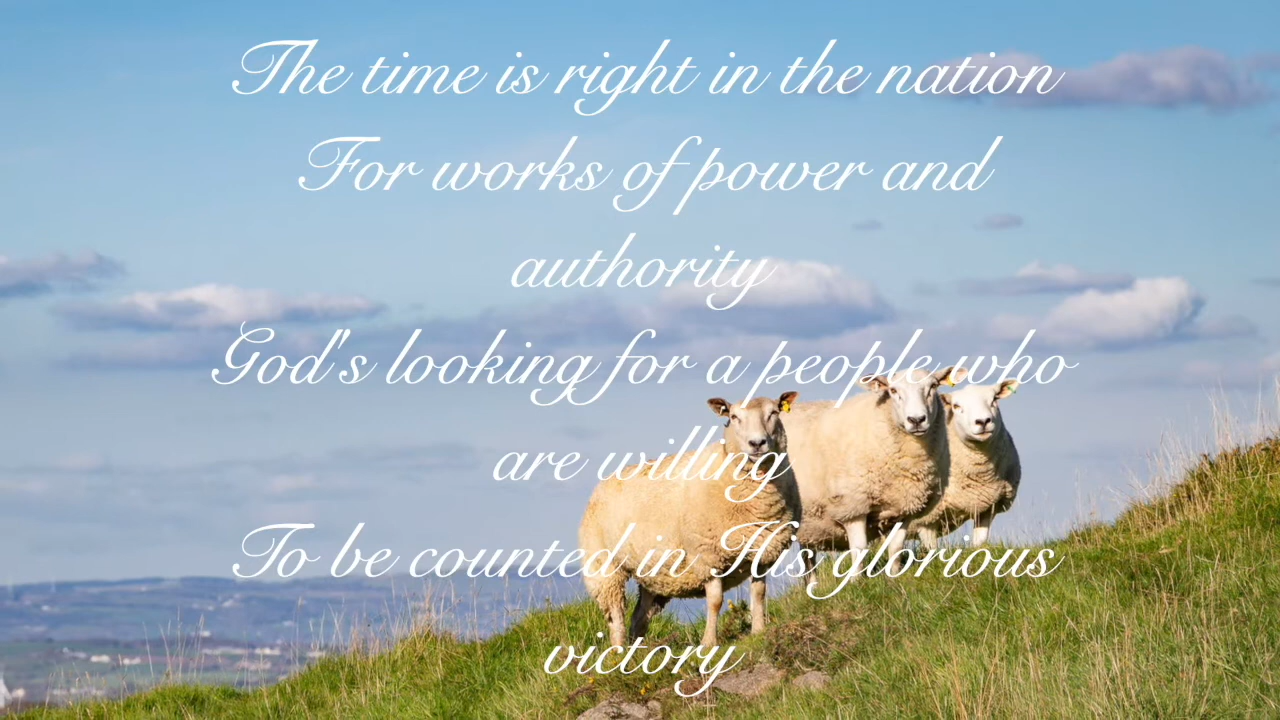 The time is right in the nation
For works of power and
authority
God's looking for a people who
are willing
To be counted in His glorious
victory